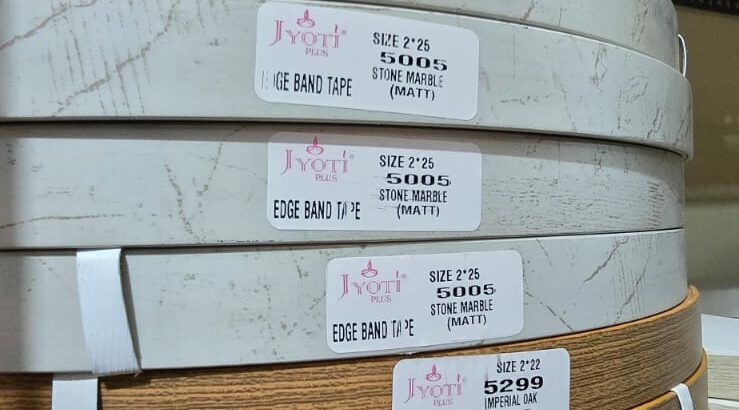 JYOTI® PLUS
SIZE 2*25
5005
STONE MARBLE
(MATT)
EDGE BAND TAPE
JYOTI® PLUS
SIZE 2*25
5005
STONE MARBLE
(MATT)
EDGE BAND TAPE
JYOTI® PLUS
SIZE 2*25
5005
STONE MARBLE
(MATT)
EDGE BAND TAPE
JYOTI® PLUS
SIZE 2*22
5299
IMPERIAL OAK